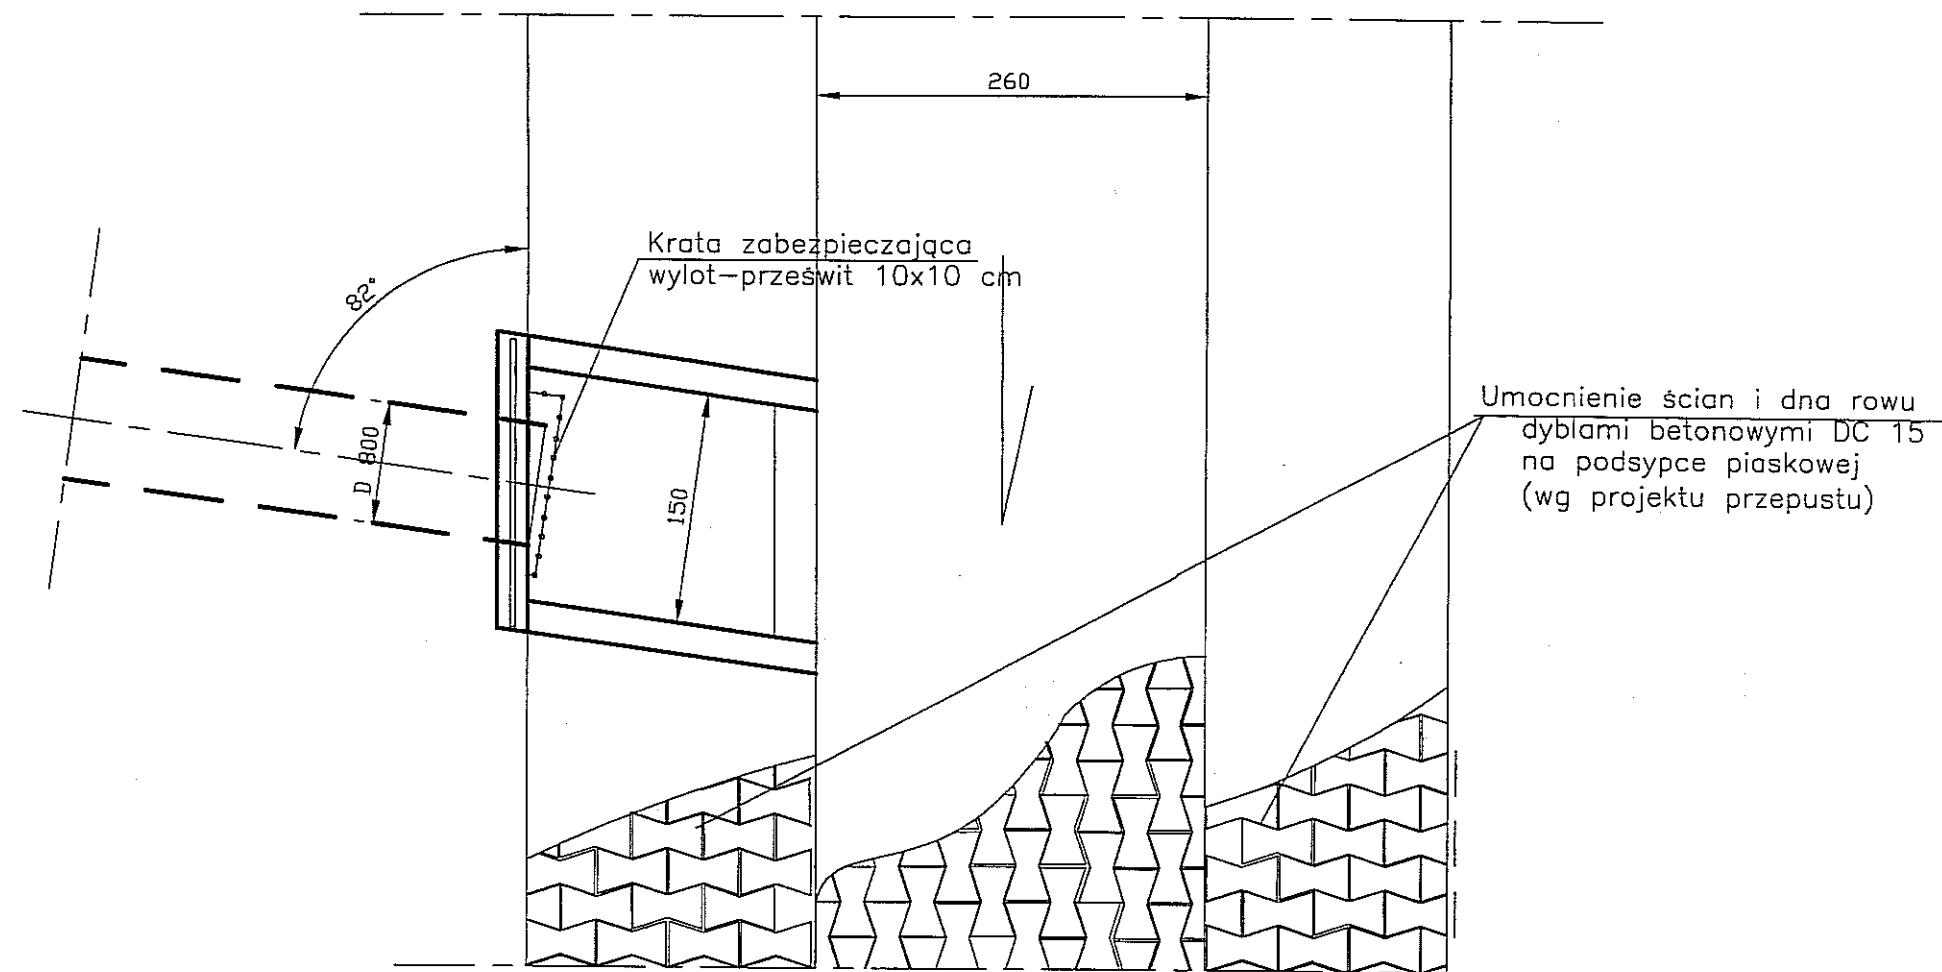 260
Krata zabezpieczająca
wylot-prześwit 10x10 cm
82°
Umocnienie ścian i dna rowu
dyblami betonowymi DC 15
na podsypce piaskowej
(wg projektu przepustu)
D 800
150